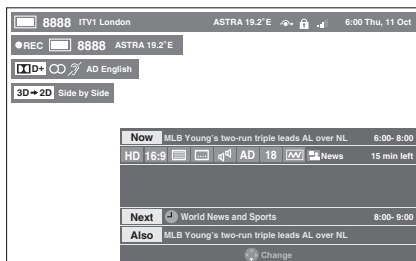 8888 ITV1 London ASTRA 19.2°E 6:00 Thu, 11 Oct
REC 8888 ASTRA 19.2°E
DD+ AD English
3D➔2D Side by Side
Now MLB Young's two-run triple leads AL over NL 6:00- 8:00
HD 16:9 AD 18 News 15 min left
Next World News and Sports 8:00- 9:00
Also MLB Young's two-run triple leads AL over NL
Change